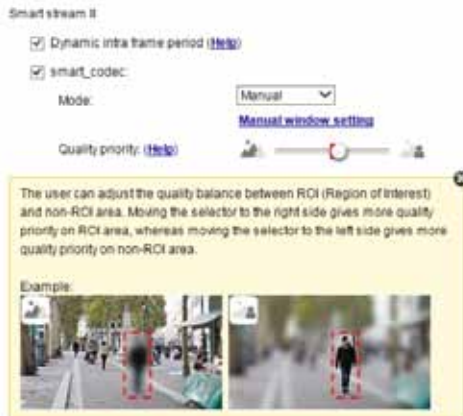 Smart stream II
Dynamic intra frame period (Help)
smart_codec:
Mode: Manual
Manual window setting
Quality priority: (Help)
The user can adjust the quality balance between ROI (Region of Interest)
and non-ROI area. Moving the selector to the right side gives more quality
priority on ROI area, whereas moving the selector to the left side gives more
quality priority on non-ROI area.
Example: